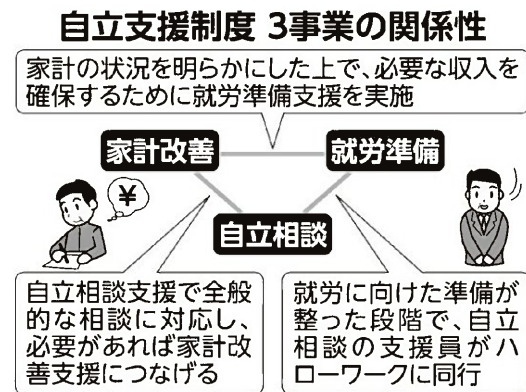 自立支援制度 3事業の関係性
家計の状況を明らかにした上で、必要な収入を
確保するために就労準備支援を実施
家計改善
就労準備
¥
自立相談
自立相談支援で全般
的な相談に対応し、
必要があれば家計改
善支援につなげる
就労に向けた準備が
整った段階で、自立
相談の支援員がハ
ローワークに同行